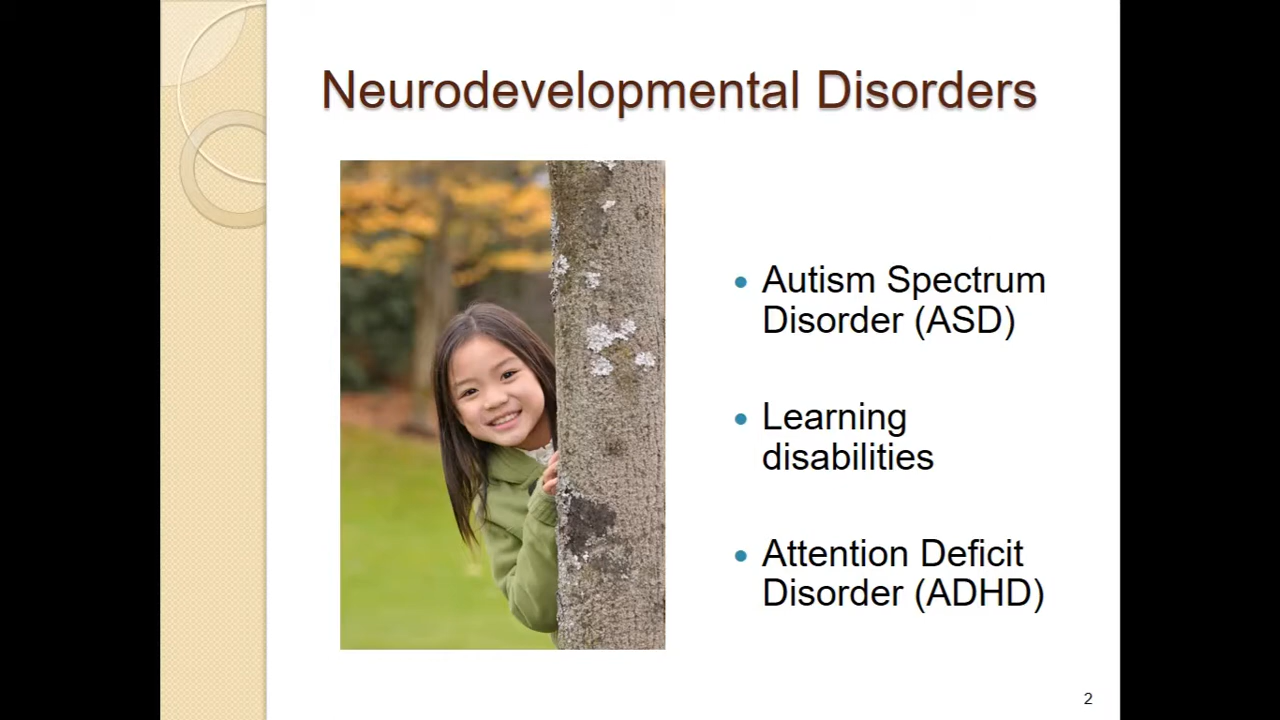 Neurodevelopmental Disorders
• Autism Spectrum
Disorder (ASD)
• Learning
disabilities
• Attention Deficit
Disorder (ADHD)
2